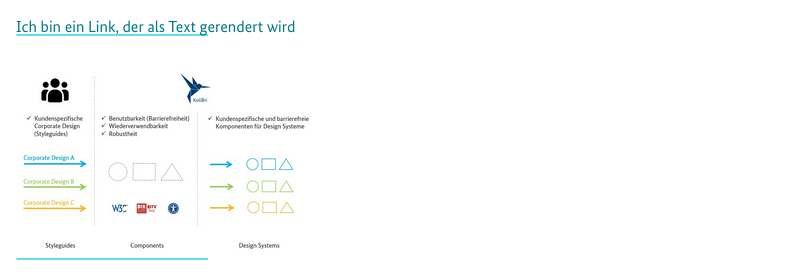 Ich bin ein Link, der als Text gerendert wird
KoliBri
✓ Kundenspezifische
Corporate Design
(Styleguides)
✓ Benutzbarkeit (Barrierefreiheit)
✓ Wiederverwendbarkeit
✓ Robustheit
✓ Kundenspezifische und barrierefreie
Komponenten für Design Systeme
Corporate Design A
Corporate Design B
Corporate Design C
W3C
BIK BITV
Styleguides
Components
Design Systems